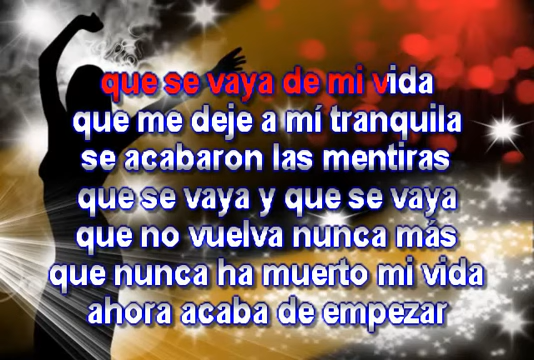 que se vaya de mi vida
que me deje a mí tranquila
se acabaron las mentiras
que se vaya y que se vaya
que no vuelva nunca más
que nunca ha muerto mi vida
ahora acaba de empezar